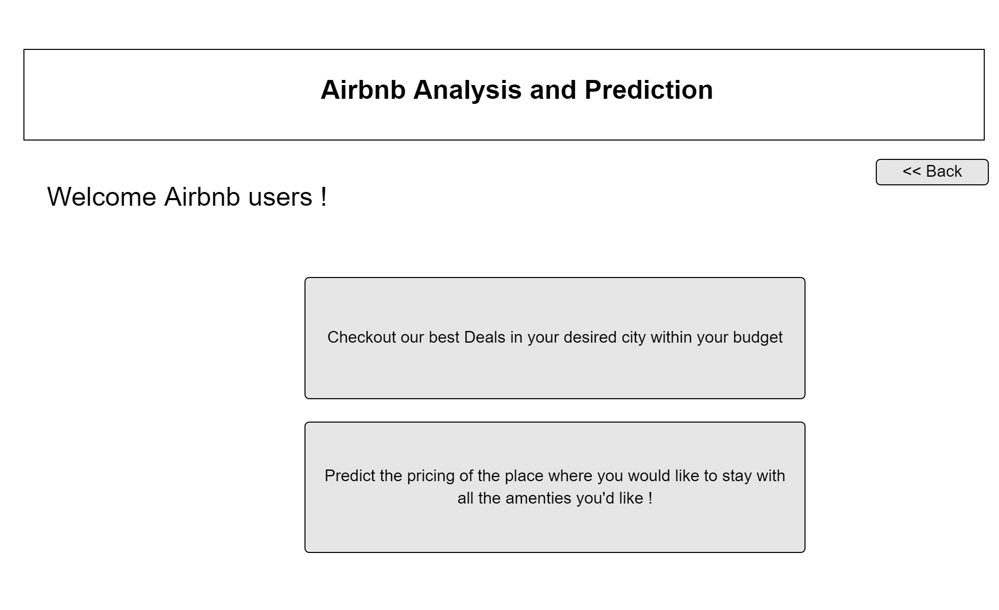 Airbnb Analysis and Prediction
<< Back
Welcome Airbnb users !
Checkout our best Deals in your desired city within your budget
Predict the pricing of the place where you would like to stay with
all the amenties you'd like !